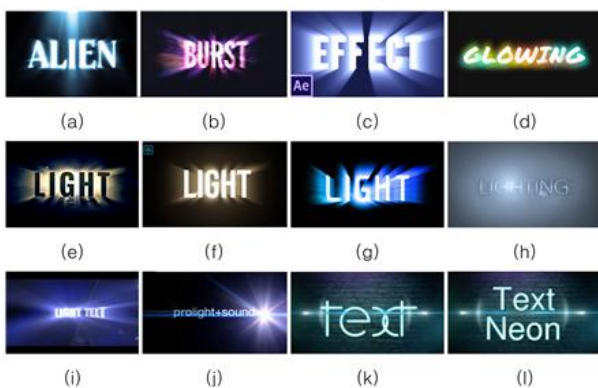 ALIEN
BURST
EFFECT
Ae
GLOWING
(a)
(b)
(c)
(d)
LIGHT
LIGHT
LIGHT
LIGHTING
(e)
(f)
(g)
(h)
LIGHT TEXT
prolight+sound
text
Text
Neon
(i)
(j)
(k)
(l)